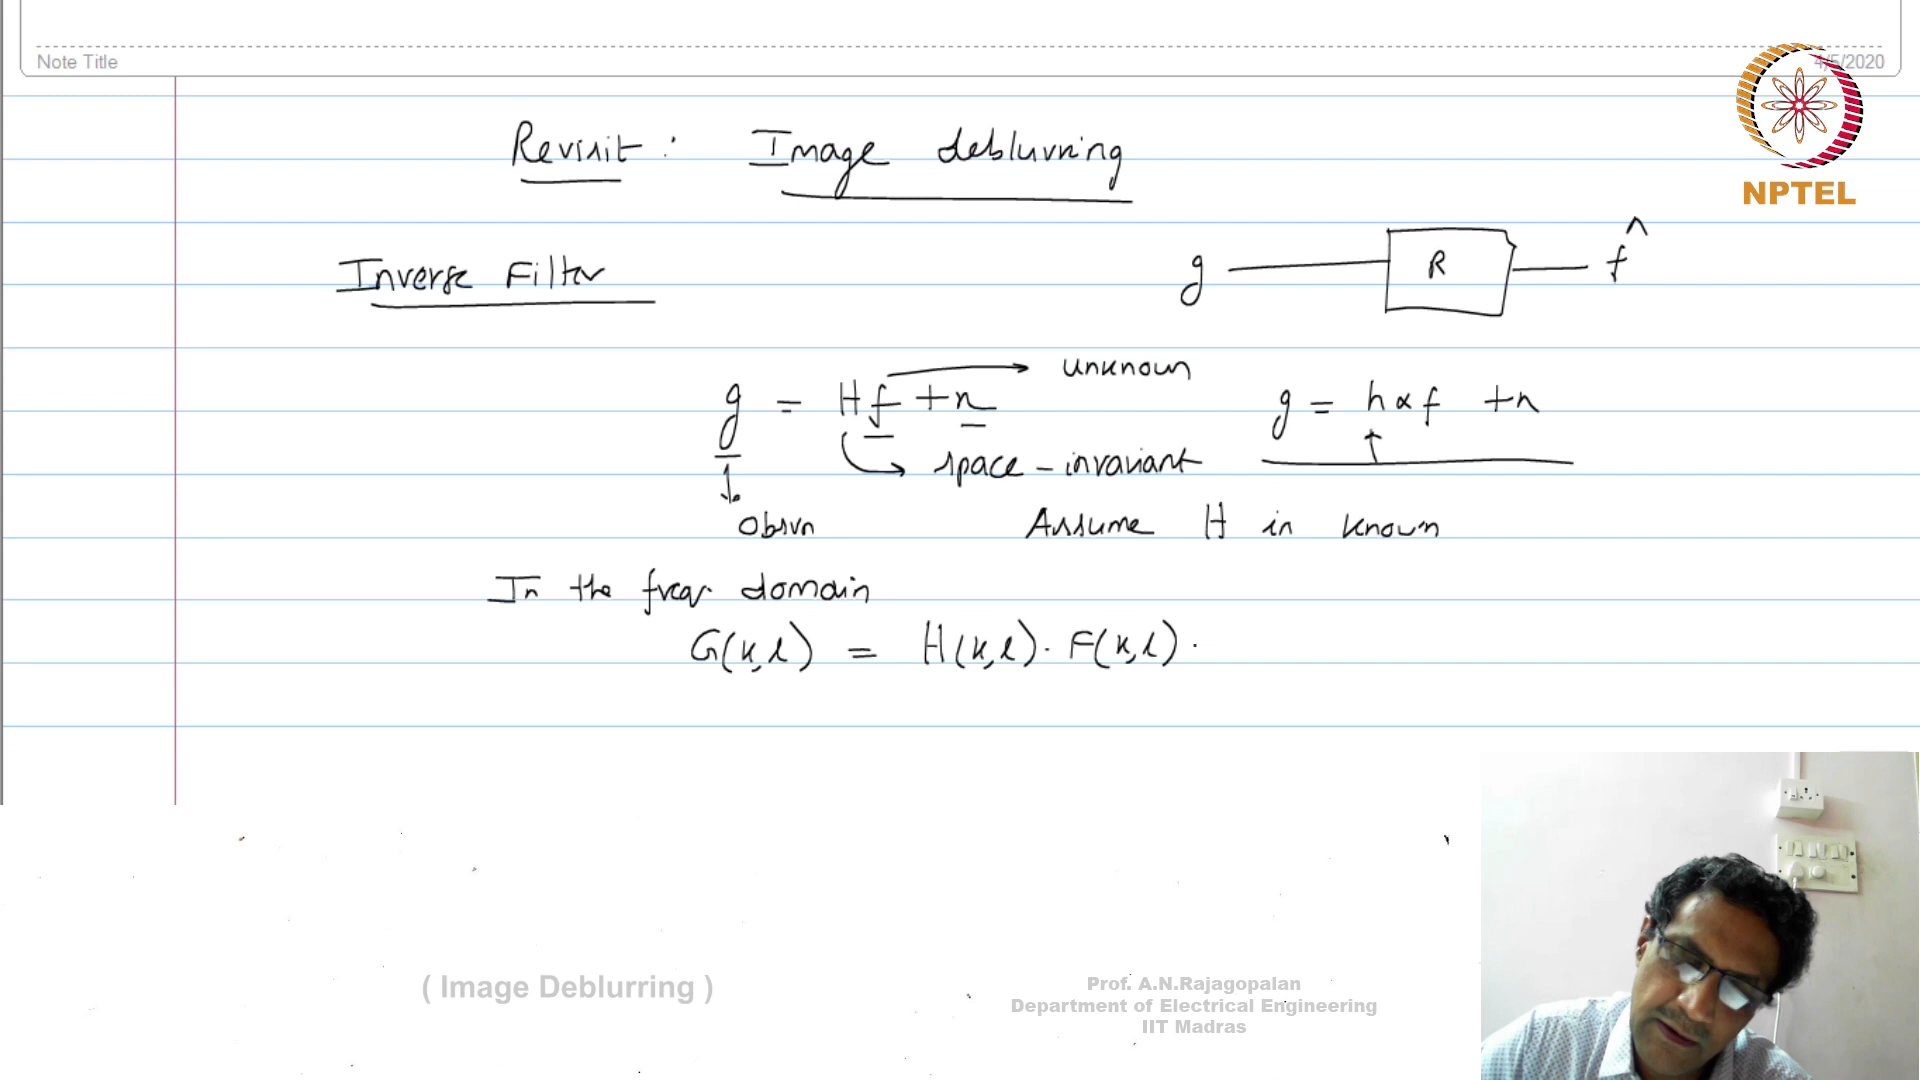 Note Title
4/5/2020
NPTEL
Revisit : Image deblurring
Inverse Filter
g R f^
g = Hf + n → unknown
g = h * f + n
→ space-invariant
Obsvn
Assume H is known
In the freq. domain
G(k,l) = H(k,l) . F(k,l) .
( Image Deblurring )
Prof. A.N.Rajagopalan
Department of Electrical Engineering
IIT Madras